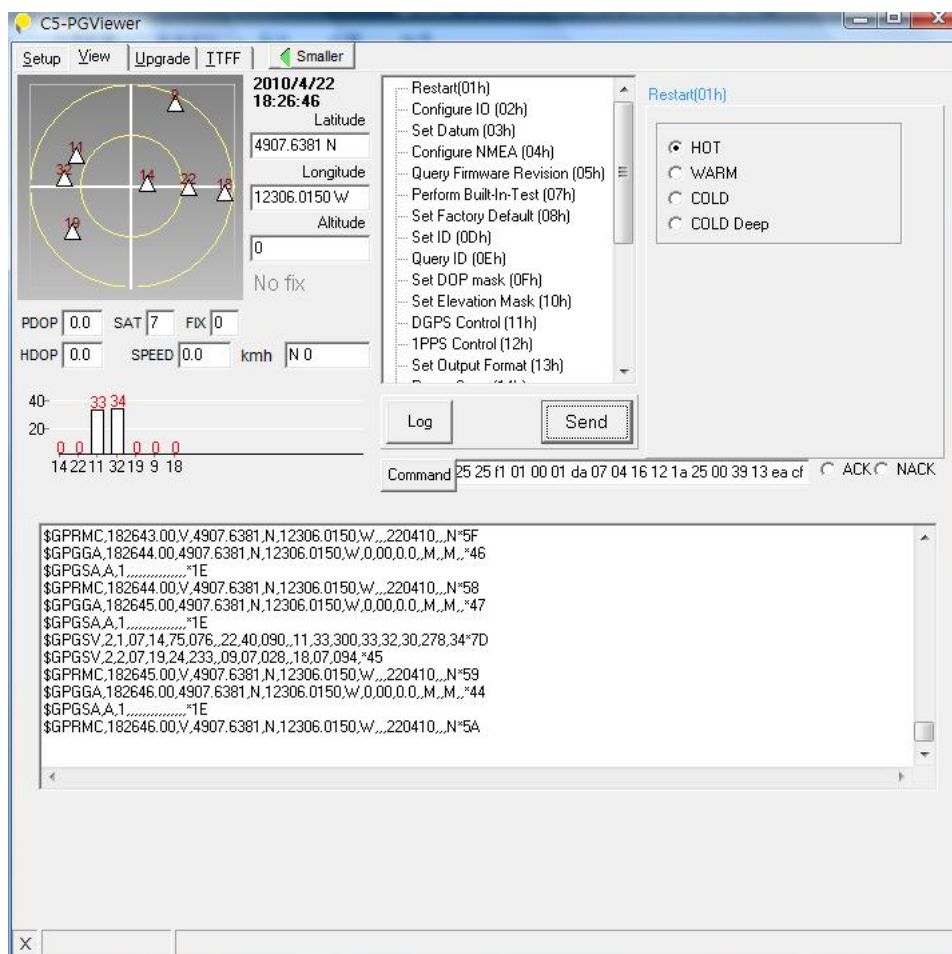 C5-PGViewer
Setup View Upgrade TTFF Smaller
2010/4/22
18:26:46
Latitude
4907.6381 N
Longitude
12306.0150 W
Altitude
0
No fix
9
11
32
14
22
18
19
PDOP 0.0 SAT 7 FIX 0
HDOP 0.0 SPEED 0.0 kmh N 0
40
20
33 34
0 0 0 0 0
14 22 11 32 19 9 18
Restart(01h)
Configure IO (02h)
Set Datum (03h)
Configure NMEA (04h)
Query Firmware Revision (05h)
Perform Built-In-Test (07h)
Set Factory Default (08h)
Set ID (0Dh)
Query ID (0Eh)
Set DOP mask (0Fh)
Set Elevation Mask (10h)
DGPS Control (11h)
1PPS Control (12h)
Set Output Format (13h)
Restart(01h)
HOT
WARM
COLD
COLD Deep
Log Send
Command 25 25 f1 01 00 01 da 07 04 16 12 1a 25 00 39 13 ea cf ACK NACK
$GPRMC,182643.00,V,4907.6381,N,12306.0150,W,,,220410,,,N*5F
$GPGGA,182644.00,4907.6381,N,12306.0150,W,0,00,0.0,,M,,M,,*46
$GPGSA,A,1,,,,,,,,,,,,,,,*1E
$GPRMC,182644.00,V,4907.6381,N,12306.0150,W,,,220410,,,N*58
$GPGGA,182645.00,4907.6381,N,12306.0150,W,0,00,0.0,,M,,M,,*47
$GPGSA,A,1,,,,,,,,,,,,,,,*1E
$GPGSV,2,1,07,14,75,076,,22,40,090,,11,33,300,33,32,30,278,34*7D
$GPGSV,2,2,07,19,24,233,,09,07,028,,18,07,094,*45
$GPRMC,182645.00,V,4907.6381,N,12306.0150,W,,,220410,,,N*59
$GPGGA,182646.00,4907.6381,N,12306.0150,W,0,00,0.0,,M,,M,,*44
$GPGSA,A,1,,,,,,,,,,,,,,,*1E
$GPRMC,182646.00,V,4907.6381,N,12306.0150,W,,,220410,,,N*5A
X